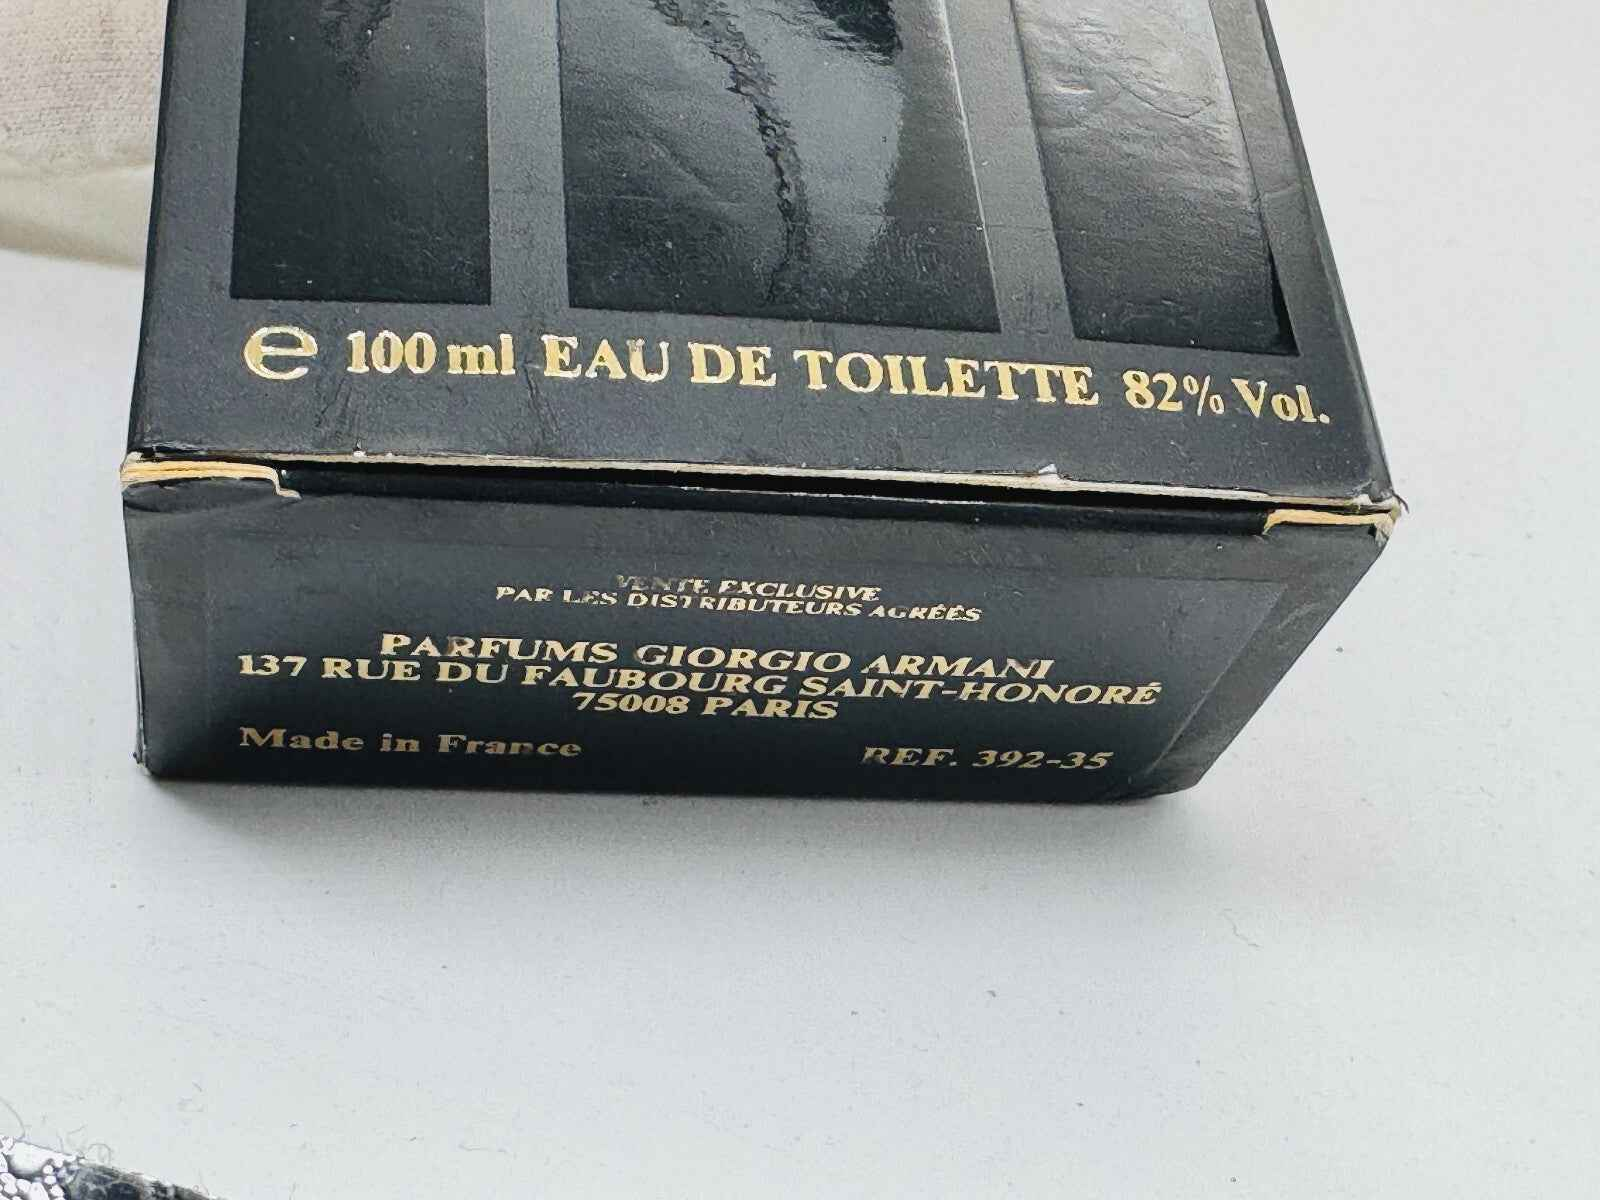 ℮ 100 ml EAU DE TOILETTE 82% Vol.
VENTE EXCLUSIVE
PAR LES DISTRIBUTEURS AGRÉÉS
PARFUMS GIORGIO ARMANI
137 RUE DU FAUBOURG SAINT-HONORÉ
75008 PARIS
Made in France REF. 392-35